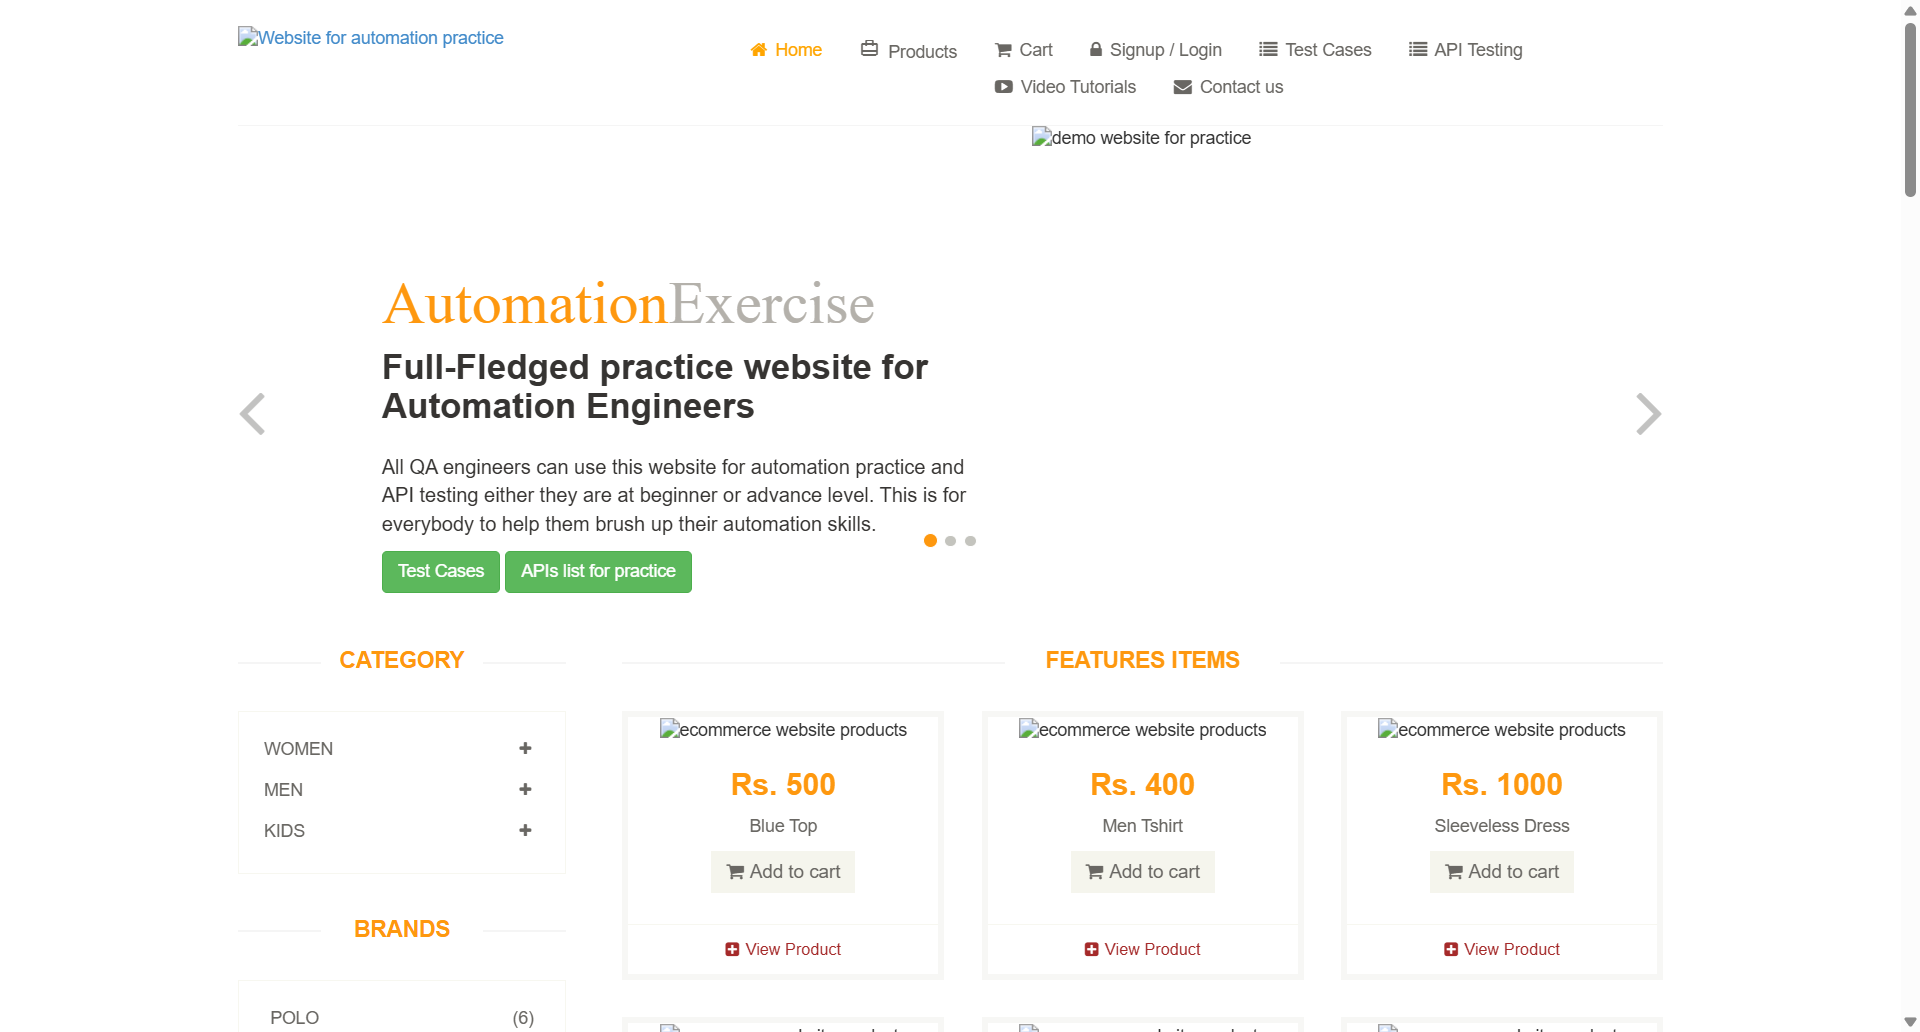 Website for automation practice
Home
Products
Cart
Signup / Login
Test Cases
API Testing
Video Tutorials
Contact us
demo website for practice
AutomationExercise
Full-Fledged practice website for
Automation Engineers
All QA engineers can use this website for automation practice and
API testing either they are at beginner or advance level. This is for
everybody to help them brush up their automation skills.
Test Cases
APIs list for practice
CATEGORY
WOMEN
MEN
KIDS
BRANDS
POLO (6)
FEATURES ITEMS
ecommerce website products
Rs. 500
Blue Top
Add to cart
View Product
ecommerce website products
Rs. 400
Men Tshirt
Add to cart
View Product
ecommerce website products
Rs. 1000
Sleeveless Dress
Add to cart
View Product